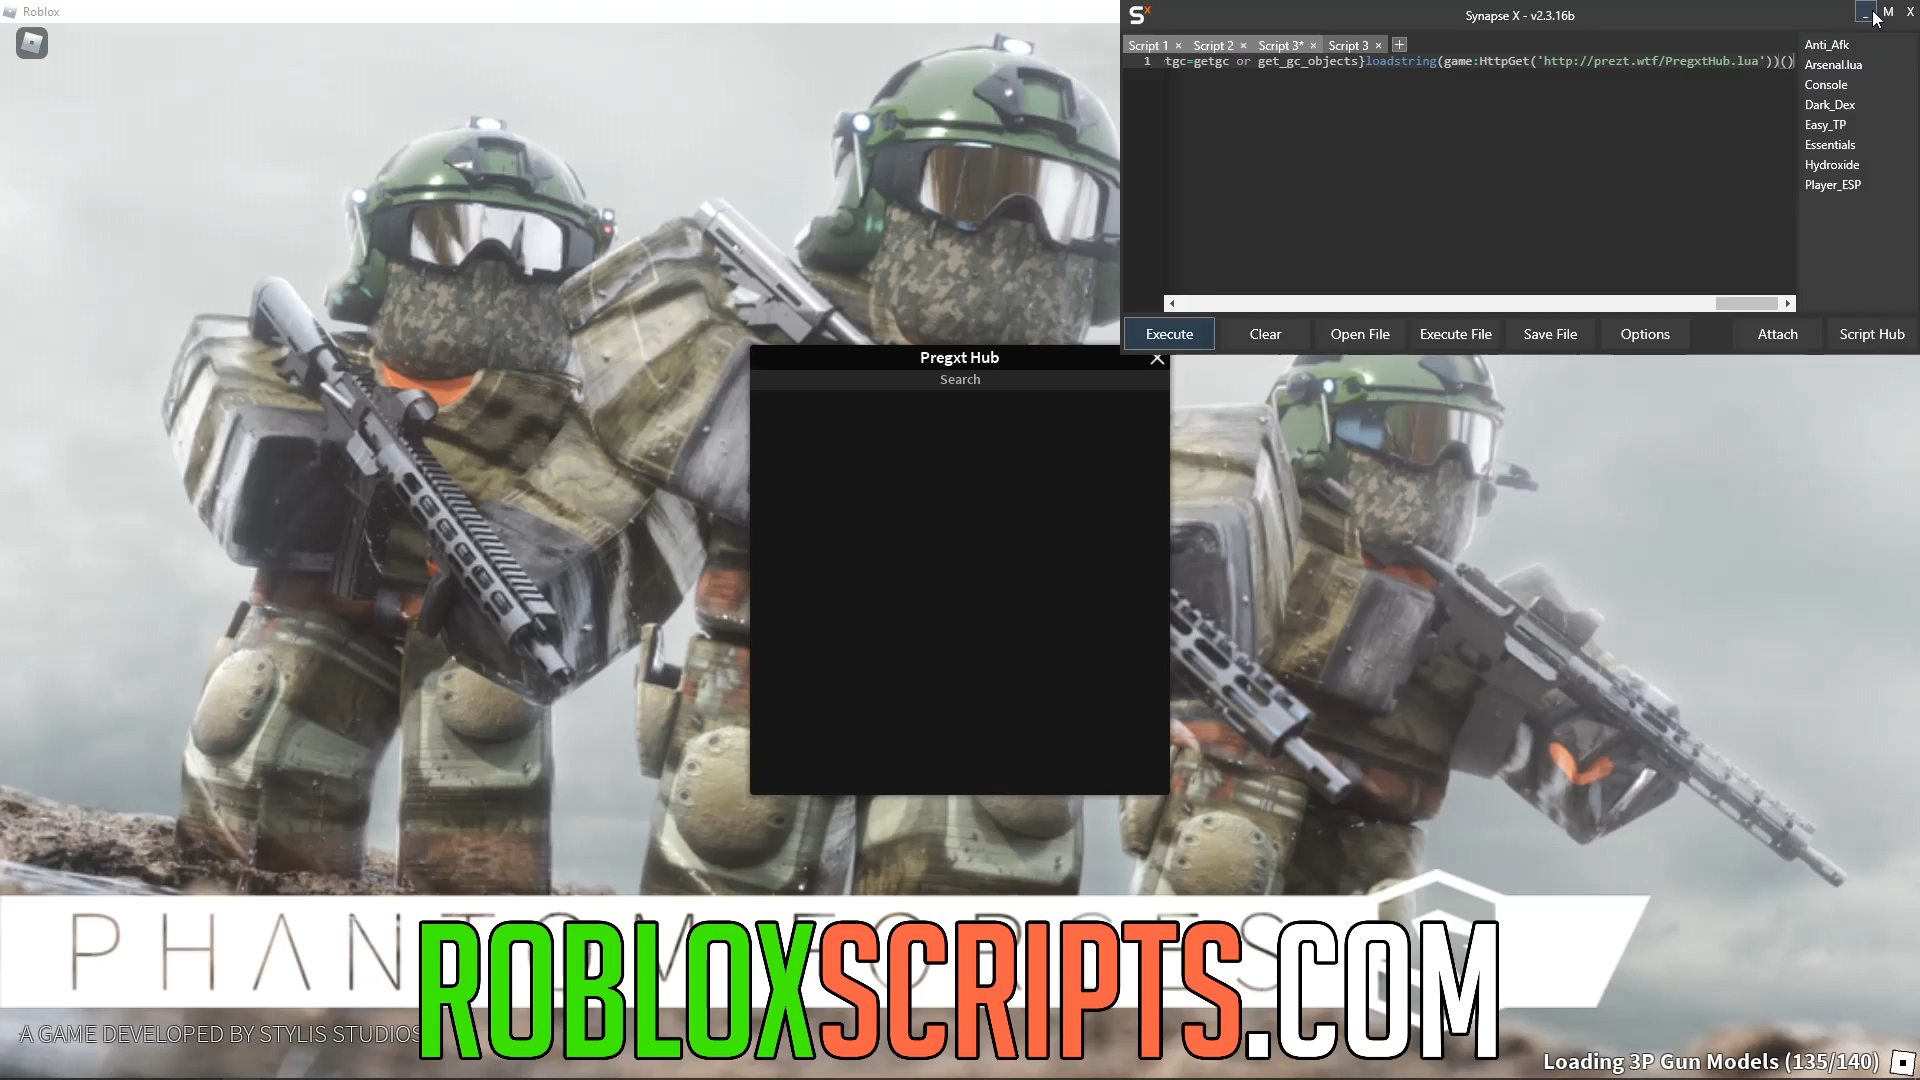 Roblox
Synapse X - v2.3.16b
_ M X
Script 1 × Script 2 × Script 3* × Script 3 × +
1 tgc=getgc or get_gc_objects}loadstring(game:HttpGet('http://prezt.wtf/PregxtHub.lua'))()
Anti_Afk
Arsenal.lua
Console
Dark_Dex
Easy_TP
Essentials
Hydroxide
Player_ESP
Execute Clear Open File Execute File Save File Options Attach Script Hub
Pregxt Hub
Search
PHANTOM FORCES
ROBLOXSCRIPTS.COM
A GAME DEVELOPED BY STYLIS STUDIOS
Loading 3P Gun Models (135/140)